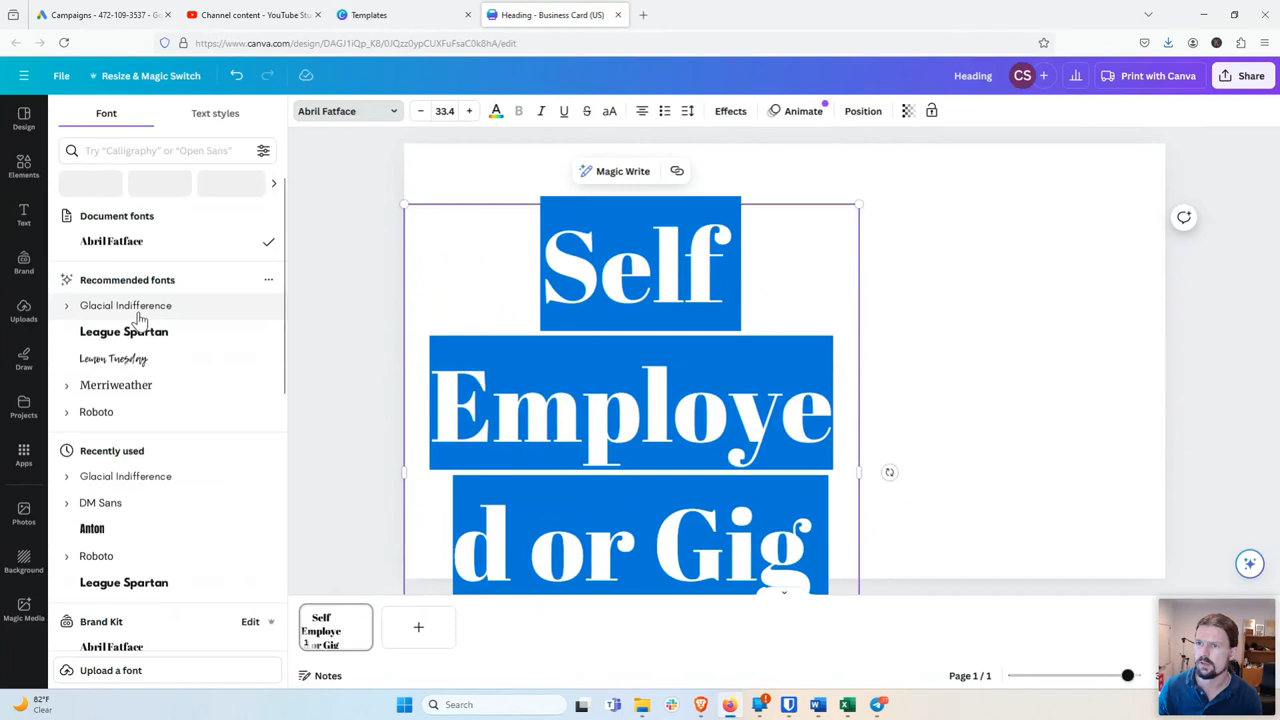 Campaigns - 472-109-3537 - Go
Channel content - YouTube Stu
Templates
Heading - Business Card (US)
https://www.canva.com/design/DAGJ1iQp_K8/0JQzz0ypCUXFuFsaC0k8hA/edit
File
Resize & Magic Switch
Heading
CS
Print with Canva
Share
Design
Elements
Text
Brand
Uploads
Draw
Projects
Apps
Photos
Background
Magic Media
Font
Text styles
Try “Calligraphy” or “Open Sans”
Document fonts
Abril Fatface
Recommended fonts
Glacial Indifference
League Spartan
Lemon Tuesday
Merriweather
Roboto
Recently used
Glacial Indifference
DM Sans
Anton
Roboto
League Spartan
Brand Kit
Edit
Abril Fatface
Upload a font
Abril Fatface
33.4
A
B
I
U
S
aA
Effects
Animate
Position
Magic Write
Self
Employe
d or Gig
Self
Employe
or Gig
1
Notes
Page 1 / 1
82°F
Clear
Search